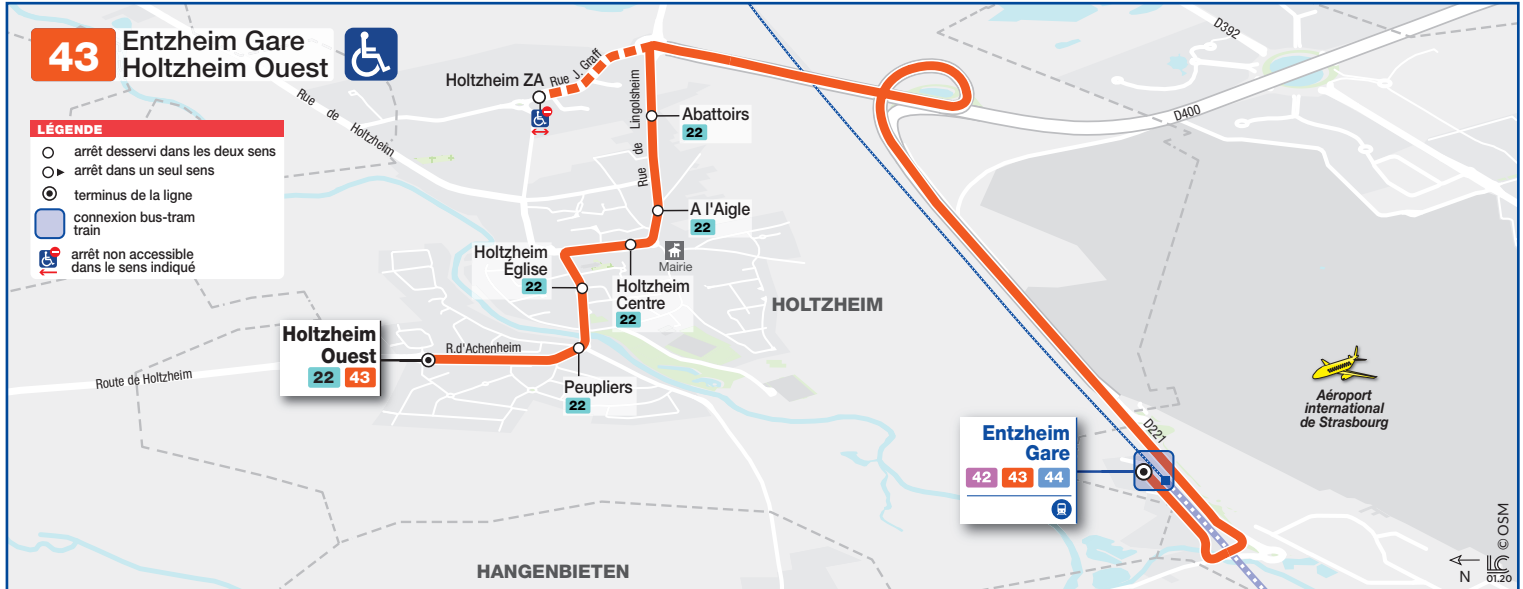 43
Entzheim Gare
Holtzheim Ouest
LÉGENDE
arrêt desservi dans les deux sens
arrêt dans un seul sens
terminus de la ligne
connexion bus-tram
train
arrêt non accessible
dans le sens indiqué
Rue de Holtzheim
Holtzheim ZA
Rue J. Graff
Rue de Lingolsheim
Abattoirs
22
A l'Aigle
22
Mairie
Holtzheim
Église
22
Holtzheim
Centre
22
HOLTZHEIM
Holtzheim
Ouest
22 43
R.d'Achenheim
Route de Holtzheim
Peupliers
22
D392
D400
D221
Entzheim
Gare
42 43 44
Aéroport
international
de Strasbourg
HANGENBIETEN
N
© OSM
01.20